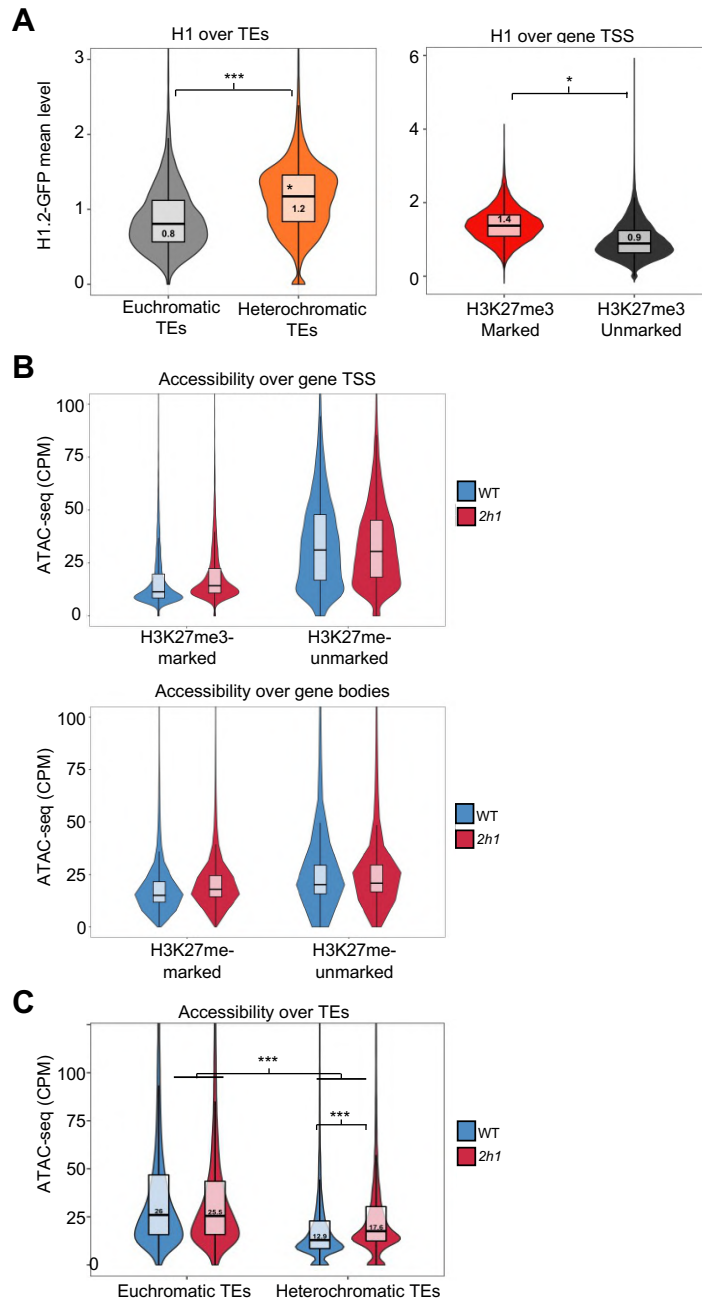 A
H1 over TEs
H1 over gene TSS
H1.2-GFP mean level
3
2
1
0
***
0.8
*
1.2
Euchromatic TEs
Heterochromatic TEs
6
4
2
0
*
1.4
0.9
H3K27me3 Marked
H3K27me3 Unmarked
B
Accessibility over gene TSS
ATAC-seq (CPM)
100
75
50
25
0
H3K27me3-marked
H3K27me-unmarked
WT
2h1
Accessibility over gene bodies
ATAC-seq (CPM)
100
75
50
25
0
H3K27me-marked
H3K27me-unmarked
WT
2h1
C
Accessibility over TEs
ATAC-seq (CPM)
100
75
50
25
0
***
***
26
25.5
12.9
17.6
Euchromatic TEs
Heterochromatic TEs
WT
2h1